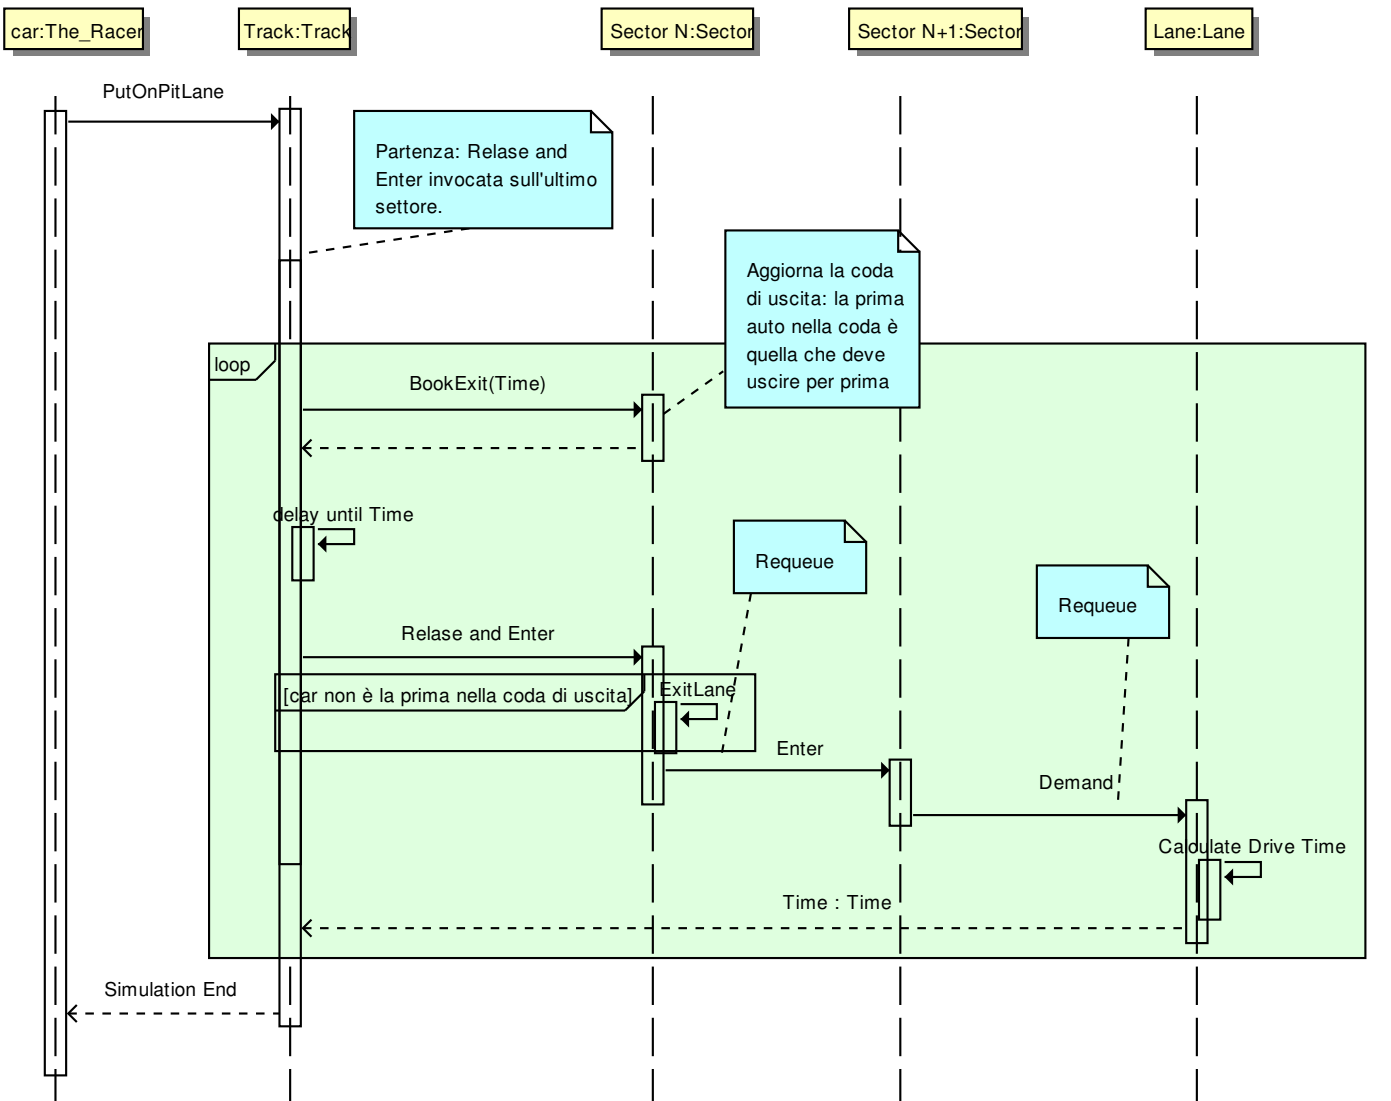 car:The_Racer
Track:Track
Sector N:Sector
Sector N+1:Sector
Lane:Lane
PutOnPitLane
Partenza: Relase and
Enter invocata sull'ultimo
settore.
Aggiorna la coda
di uscita: la prima
auto nella coda è
quella che deve
uscire per prima
loop
BookExit(Time)
delay until Time
Requeue
Requeue
Relase and Enter
[car non è la prima nella coda di uscita]
ExitLane
Enter
Demand
Calculate Drive Time
Time : Time
Simulation End